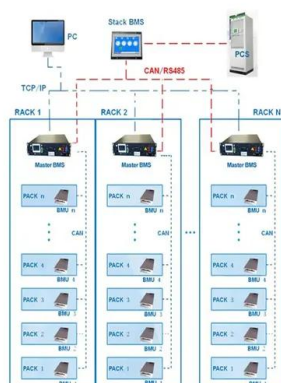 PC
Stack BMS
PCS
CAN/RS485
TCP/IP
RACK 1
RACK 2
RACK N
Master BMS
Master BMS
Master BMS
PACK n
BMU n
PACK n
BMU n
PACK n
BMU n
CAN
CAN
CAN
PACK 4
BMU 4
PACK 4
BMU 4
PACK 4
BMU 4
PACK 3
BMU 3
PACK 3
BMU 3
PACK 3
BMU 3
PACK 2
BMU 2
PACK 2
BMU 2
PACK 2
BMU 2
PACK 1
PACK 1
PACK 1